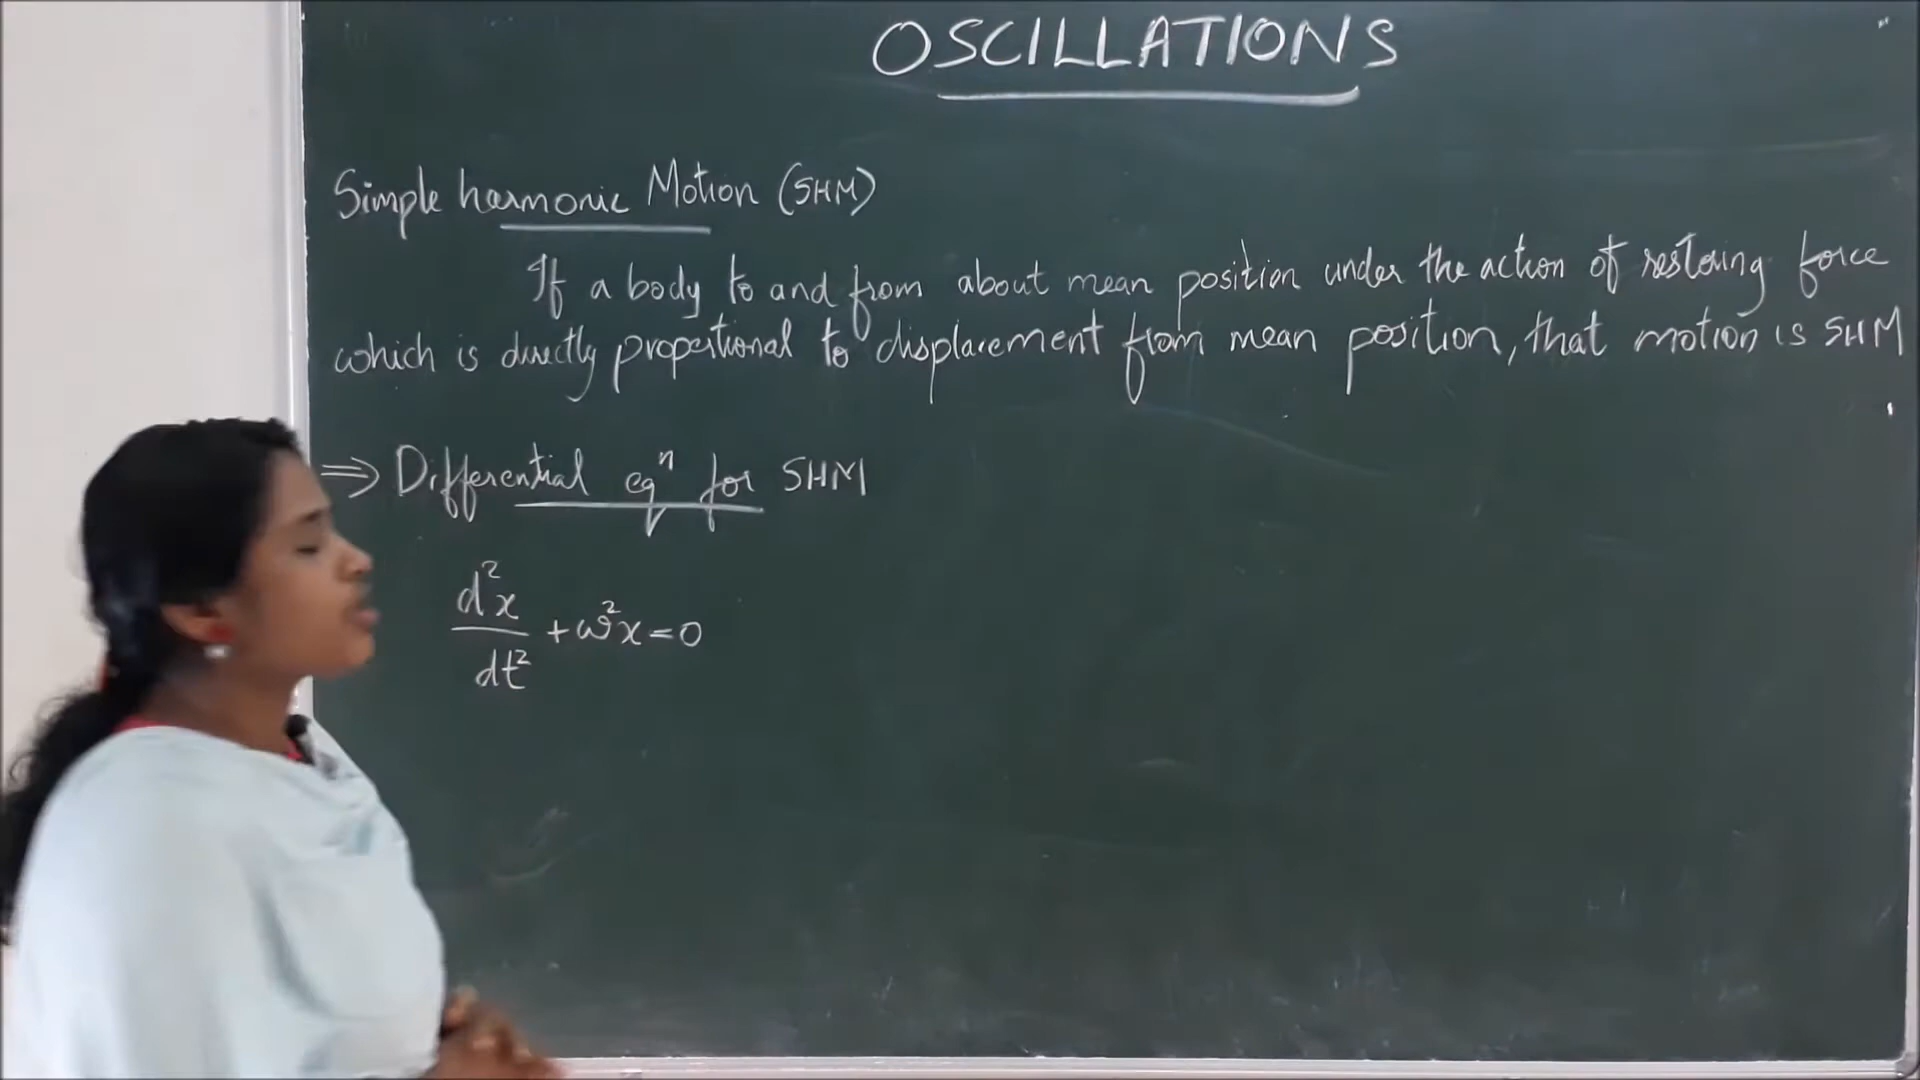 OSCILLATIONS
Simple harmonic Motion (SHM)
If a body to and from about mean position under the action of restoring force
which is directly propertional to displacement from mean position, that motion is SHM
⇒ Differential eqⁿ for SHM
d²x/dt² + ω²x = 0